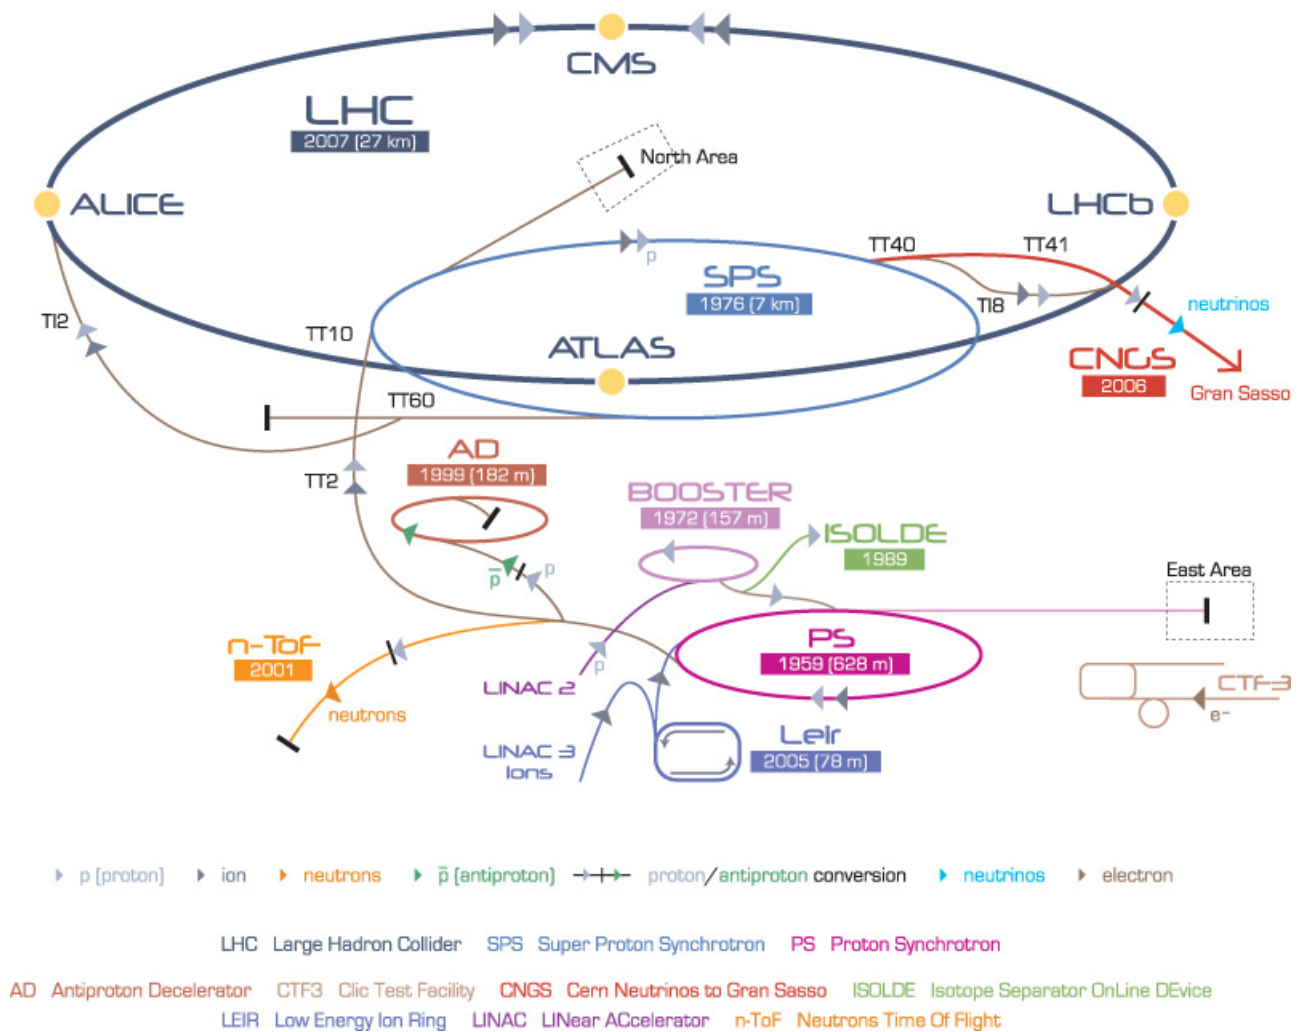 CMS
LHC
2007 (27 km)
North Area
ALICE
LHCb
TT40
TT41
p
SPS
1976 (7 km)
TI8
neutrinos
TI2
TT10
ATLAS
CNGS
2006
Gran Sasso
TT60
AD
1999 (182 m)
TT2
BOOSTER
1972 (157 m)
ISOLDE
1989
p̅
p
East Area
n-ToF
2001
PS
1959 (628 m)
p
LINAC 2
neutrons
CTF-3
e-
LINAC 3
Ions
Leir
2005 (78 m)
p (proton) ion neutrons p̅ (antiproton) proton/antiproton conversion neutrinos electron
LHC Large Hadron Collider SPS Super Proton Synchrotron PS Proton Synchrotron
AD Antiproton Decelerator CTF3 Clic Test Facility CNGS Cern Neutrinos to Gran Sasso ISOLDE Isotope Separator OnLine DEvice
LEIR Low Energy Ion Ring LINAC LINear ACcelerator n-ToF Neutrons Time Of Flight